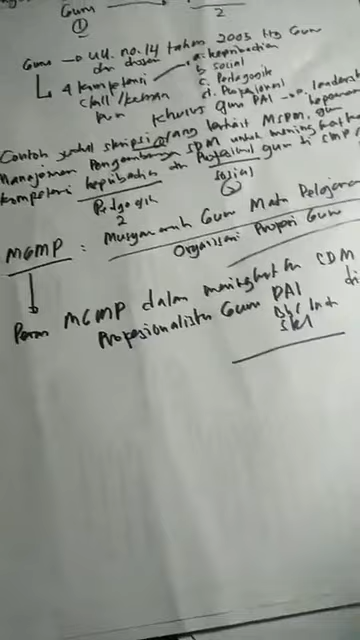 Guru
①
2
Guru → UU. no. 14 tahun 2005 ttg Guru
dan dosen
4 kompetensi
a. kepribadian
b social
c. Pedagogik
d. Profesional
skill
Khusus guru PAI → leadership
Contoh judul skripsi yang terkait MSDM, guru
Manajemen Pengembangan SDM untuk meningkatkan
kompetensi kepribadian dan Profesional guru di SMP
Pedgogik
2
Sosial
MGMP : Musyawarah Guru Mata Pelajaran
Organisasi Profesi Guru
Peran MGMP dalam meningkatkan SDM
Profesionalitas Guru PAI di